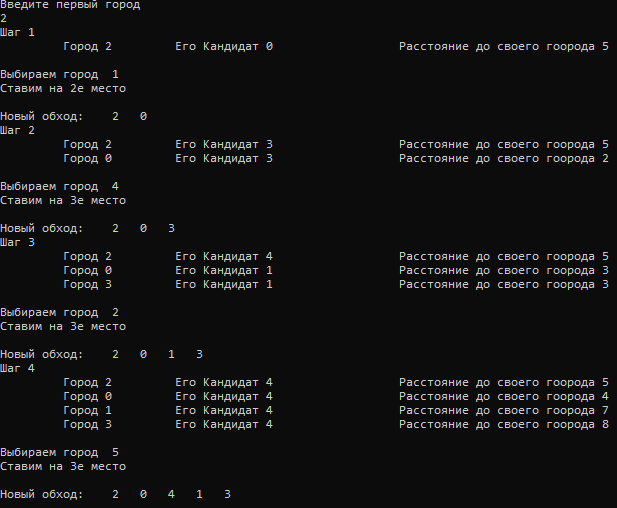 Введите первый город
2
Шаг 1
Город 2 Его Кандидат 0 Расстояние до своего гоорода 5
Выбираем город 1
Ставим на 2е место
Новый обход: 2 0
Шаг 2
Город 2 Его Кандидат 3 Расстояние до своего гоорода 5
Город 0 Его Кандидат 3 Расстояние до своего гоорода 2
Выбираем город 4
Ставим на 3е место
Новый обход: 2 0 3
Шаг 3
Город 2 Его Кандидат 4 Расстояние до своего гоорода 5
Город 0 Его Кандидат 1 Расстояние до своего гоорода 3
Город 3 Его Кандидат 1 Расстояние до своего гоорода 3
Выбираем город 2
Ставим на 3е место
Новый обход: 2 0 1 3
Шаг 4
Город 2 Его Кандидат 4 Расстояние до своего гоорода 5
Город 0 Его Кандидат 4 Расстояние до своего гоорода 4
Город 1 Его Кандидат 4 Расстояние до своего гоорода 7
Город 3 Его Кандидат 4 Расстояние до своего гоорода 8
Выбираем город 5
Ставим на 3е место
Новый обход: 2 0 4 1 3